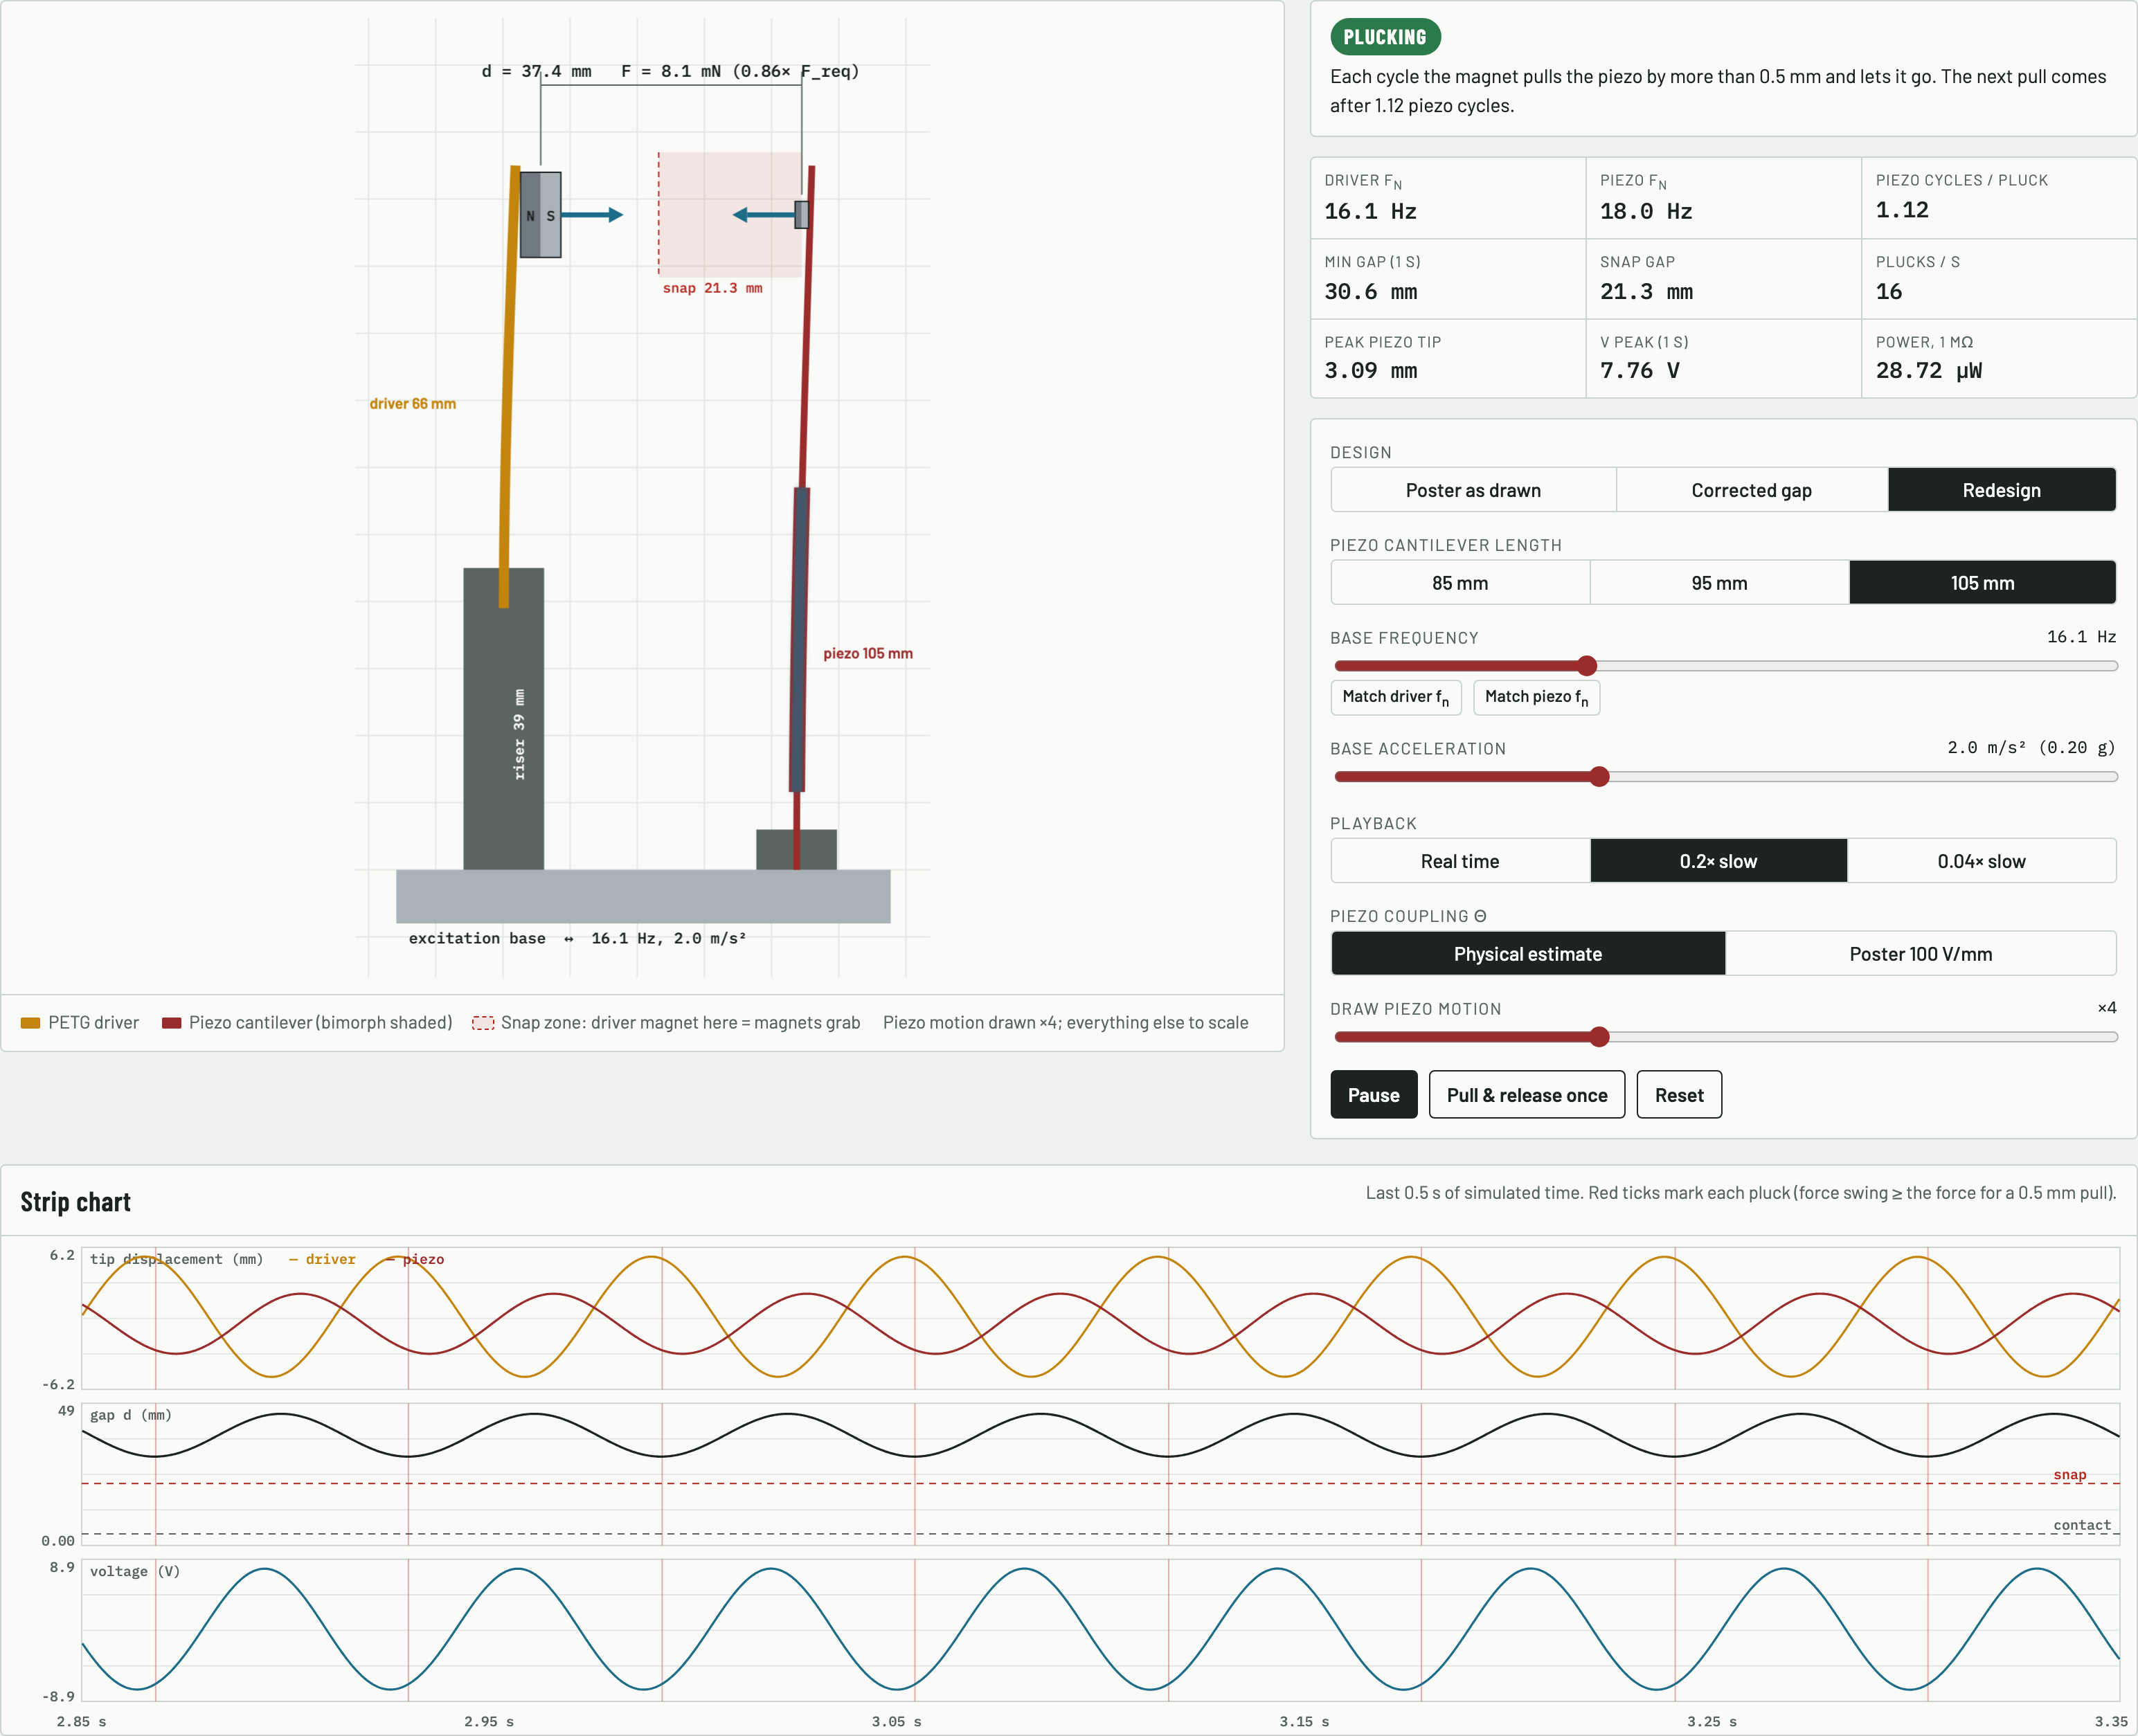 d = 37.4 mm   F = 8.1 mN (0.86× F_req)
N S
snap 21.3 mm
driver 66 mm
piezo 105 mm
riser 39 mm
excitation base ↔ 16.1 Hz, 2.0 m/s²
PETG driver
Piezo cantilever (bimorph shaded)
Snap zone: driver magnet here = magnets grab
Piezo motion drawn ×4; everything else to scale
PLUCKING
Each cycle the magnet pulls the piezo by more than 0.5 mm and lets it go. The next pull comes
after 1.12 piezo cycles.
DRIVER FN
16.1 Hz
PIEZO FN
18.0 Hz
PIEZO CYCLES / PLUCK
1.12
MIN GAP (1 S)
30.6 mm
SNAP GAP
21.3 mm
PLUCKS / S
16
PEAK PIEZO TIP
3.09 mm
V PEAK (1 S)
7.76 V
POWER, 1 MΩ
28.72 µW
DESIGN
Poster as drawn
Corrected gap
Redesign
PIEZO CANTILEVER LENGTH
85 mm
95 mm
105 mm
BASE FREQUENCY
16.1 Hz
Match driver fn
Match piezo fn
BASE ACCELERATION
2.0 m/s² (0.20 g)
PLAYBACK
Real time
0.2× slow
0.04× slow
PIEZO COUPLING Θ
Physical estimate
Poster 100 V/mm
DRAW PIEZO MOTION
×4
Pause
Pull & release once
Reset
Strip chart
Last 0.5 s of simulated time. Red ticks mark each pluck (force swing ≥ the force for a 0.5 mm pull).
6.2
tip displacement (mm) — driver — piezo
-6.2
49
gap d (mm)
snap
contact
0.00
8.9
voltage (V)
-8.9
2.85 s
2.95 s
3.05 s
3.15 s
3.25 s
3.35